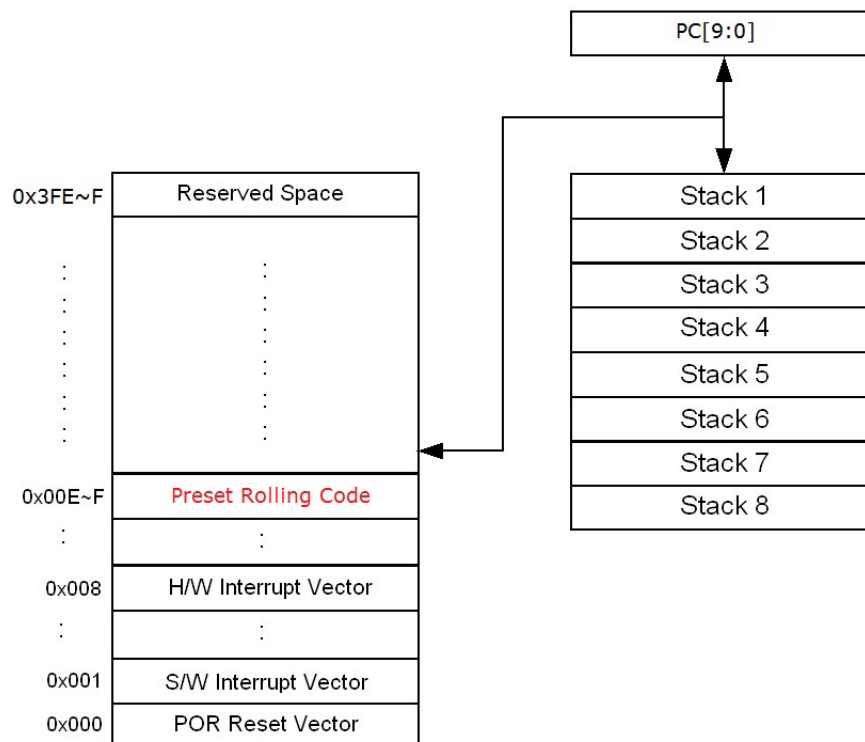 PC[9:0]
0x3FE~F Reserved Space
Stack 1
Stack 2
Stack 3
Stack 4
Stack 5
Stack 6
Stack 7
Stack 8
0x00E~F Preset Rolling Code
0x008 H/W Interrupt Vector
0x001 S/W Interrupt Vector
0x000 POR Reset Vector